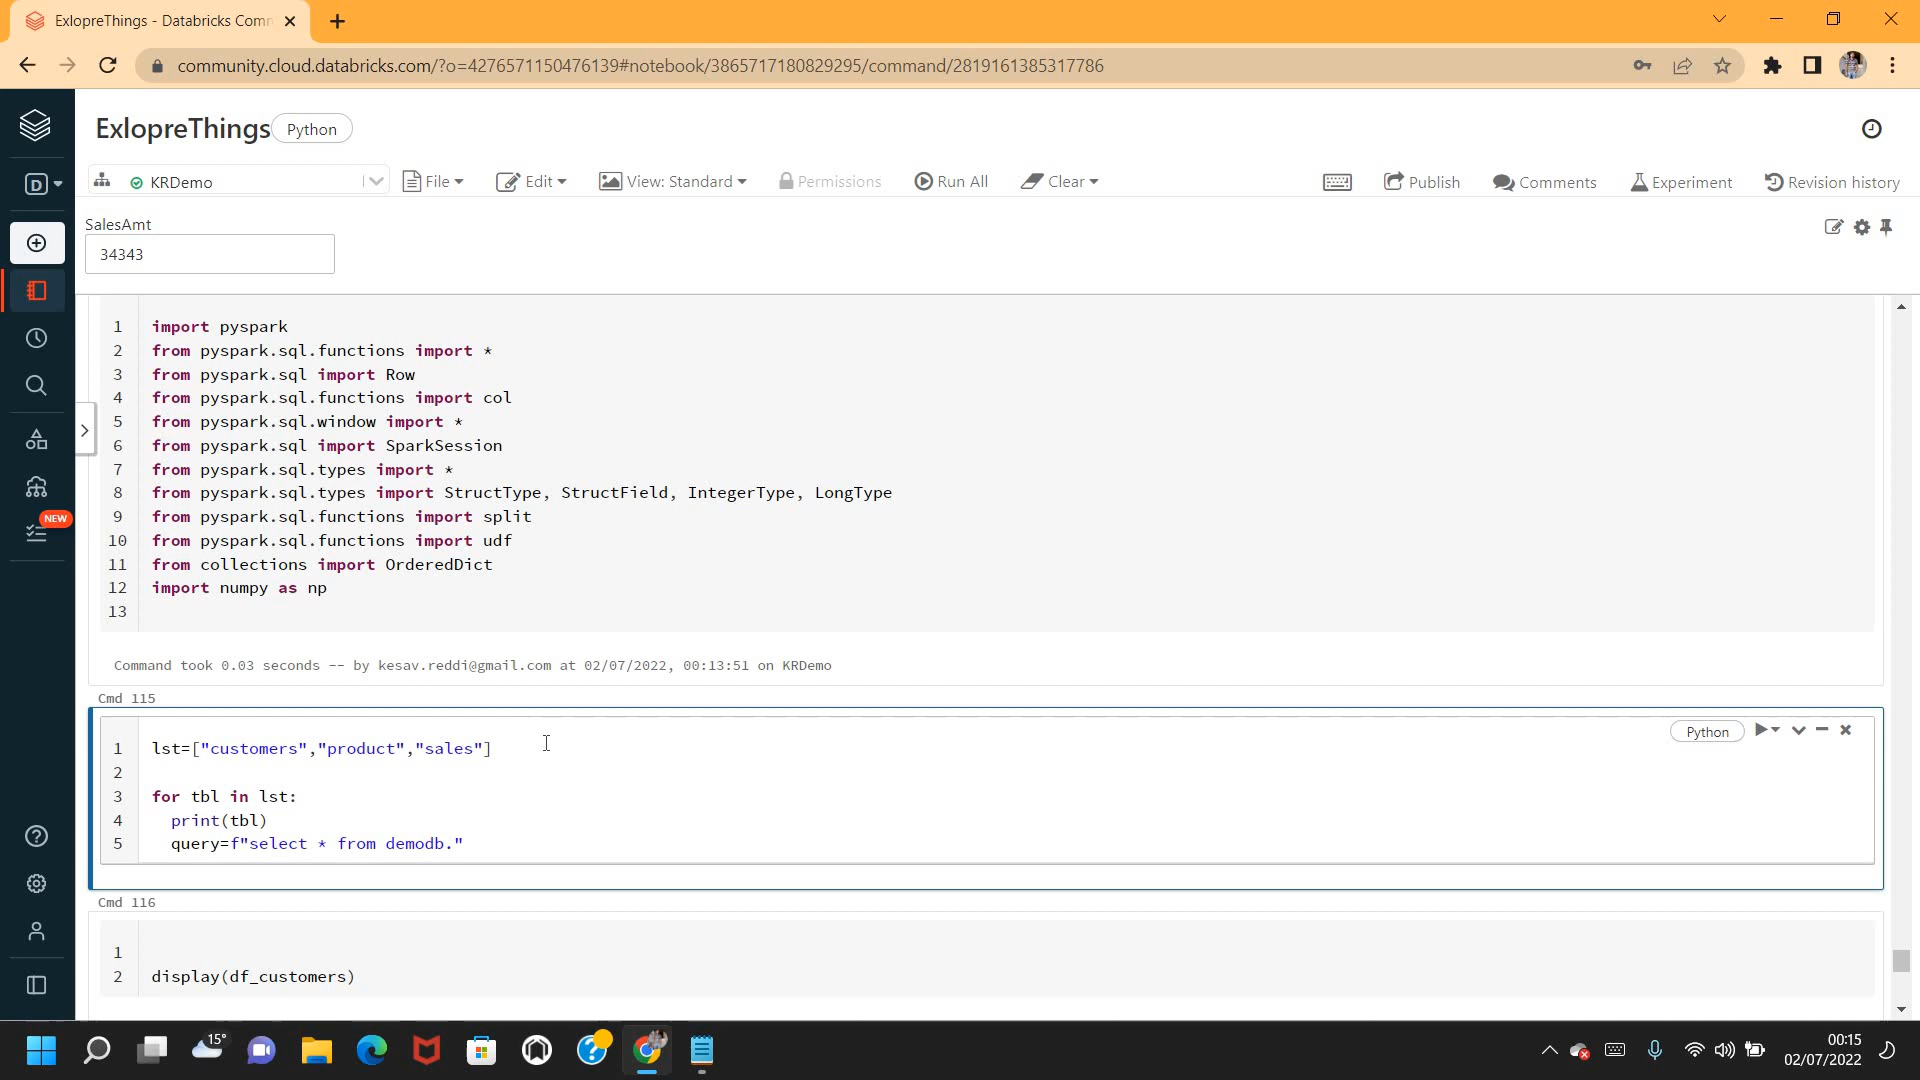 ExlopreThings - Databricks Com
community.cloud.databricks.com/?o=4276571150476139#notebook/3865717180829295/command/2819161385317786
ExlopreThings
Python
D
KRDemo
File
Edit
View: Standard
Permissions
Run All
Clear
Publish
Comments
Experiment
Revision history
SalesAmt
34343
1 import pyspark
2 from pyspark.sql.functions import *
3 from pyspark.sql import Row
4 from pyspark.sql.functions import col
5 from pyspark.sql.window import *
6 from pyspark.sql import SparkSession
7 from pyspark.sql.types import *
8 from pyspark.sql.types import StructType, StructField, IntegerType, LongType
9 from pyspark.sql.functions import split
10 from pyspark.sql.functions import udf
11 from collections import OrderedDict
12 import numpy as np
13
NEW
Command took 0.03 seconds -- by kesav.reddi@gmail.com at 02/07/2022, 00:13:51 on KRDemo
Cmd 115
Python
1 lst=["customers","product","sales"]
2
3 for tbl in lst:
4 print(tbl)
5 query=f"select * from demodb."
Cmd 116
1
2 display(df_customers)
15°
00:15
02/07/2022